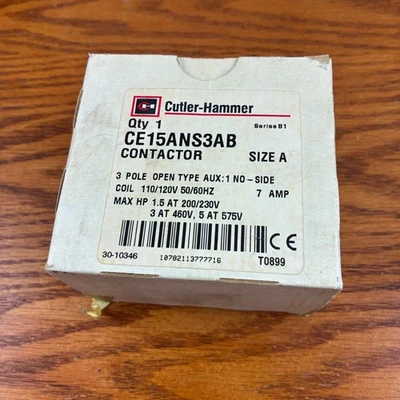 Cutler-Hammer
Qty 1 Series B1
CE15ANS3AB
CONTACTOR SIZE A
3 POLE OPEN TYPE AUX:1 NO-SIDE
COIL 110/120V 50/60HZ 7 AMP
MAX HP 1.5 AT 200/230V
3 AT 460V, 5 AT 575V
CE
30-10346 10782113777716 T0899